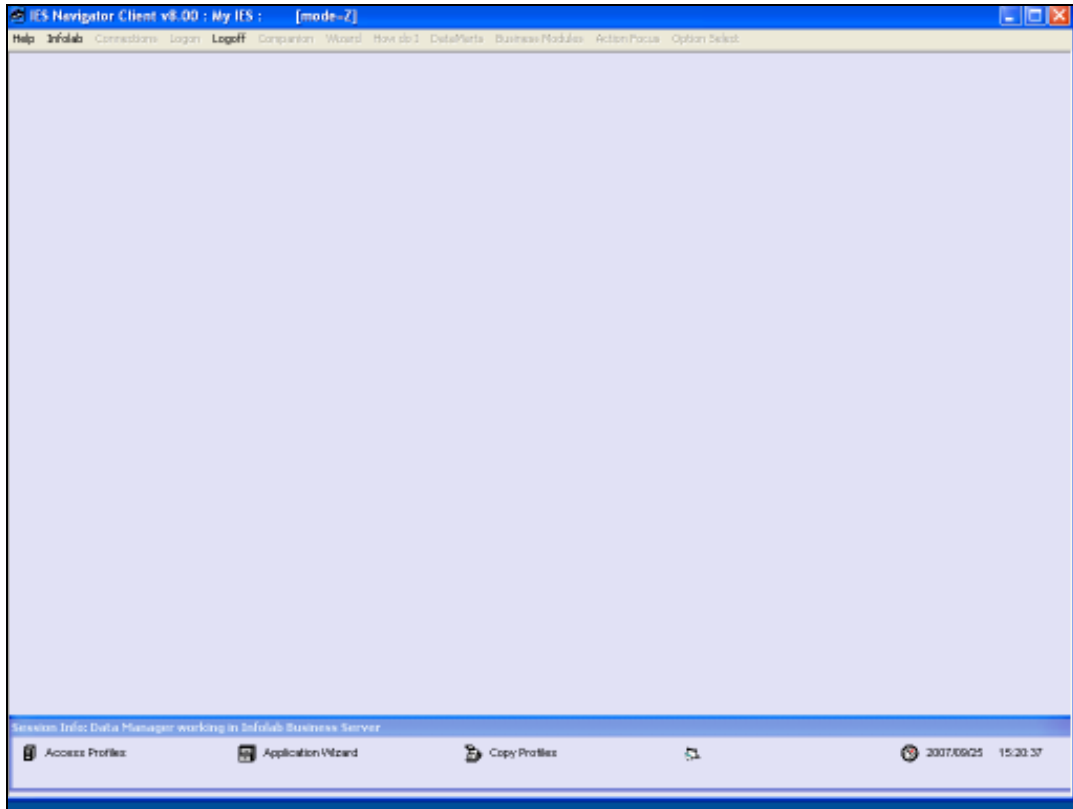 IES Navigator Client v8.00 : My IES : [mode-Z]
Help Infolab Connections Logon Logoff Companion Wizard How do I DataMarts Business Modules Action Focus Option Select
Session Info: Data Manager working in Infolab Business Server
Access Profiles Application Wizard Copy Profiles 2007/09/25 15:20:37